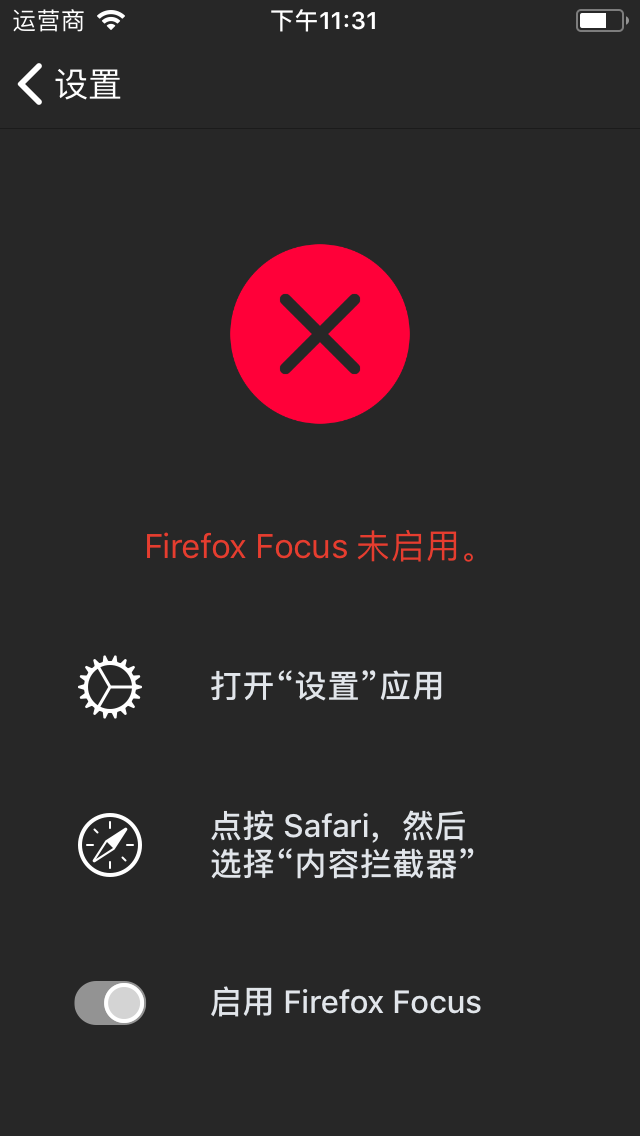 运营商
下午11:31
设置
Firefox Focus 未启用。
打开“设置”应用
点按 Safari，然后
选择“内容拦截器”
启用 Firefox Focus